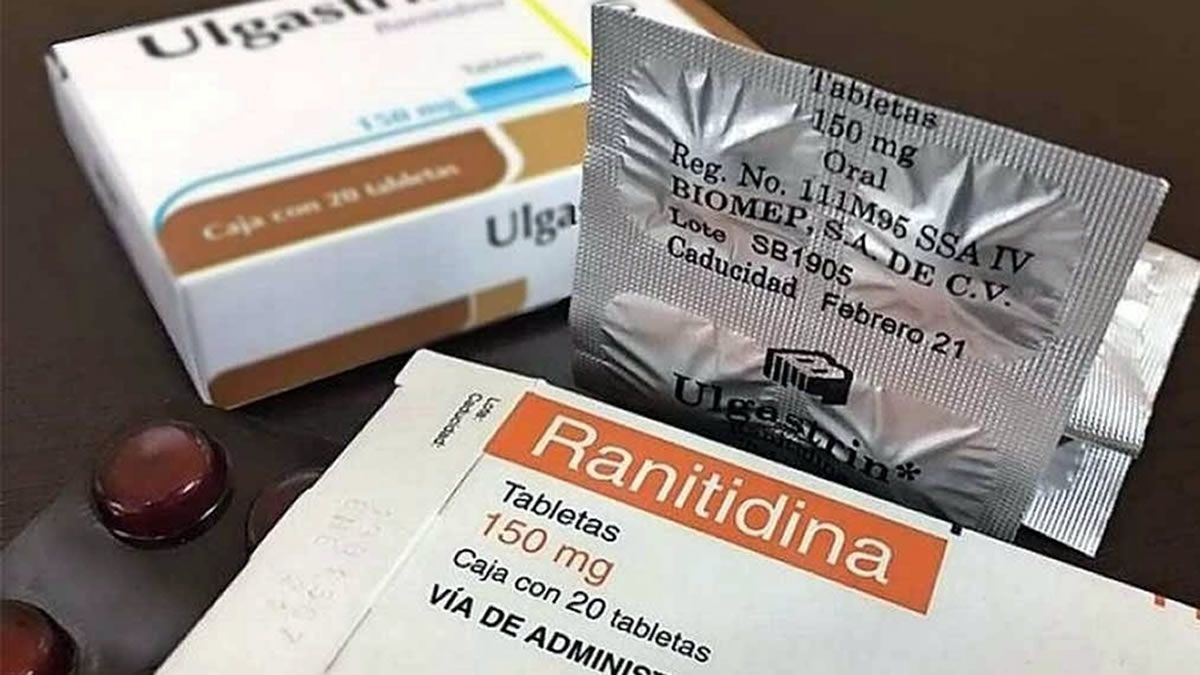 Ulgastrin
Tabletas
150 mg
Caja con 20 tabletas
Ulga
Tabletas
150 mg
Oral
Reg. No. 111M95 SSA IV
BIOMEP, S.A. DE C.V.
Lote SB1905
Caducidad Febrero 21
Ulgastrin*
Lote:
Caducidad:
Ranitidina
Tabletas
150 mg
Caja con 20 tabletas
VÍA DE ADMINIST